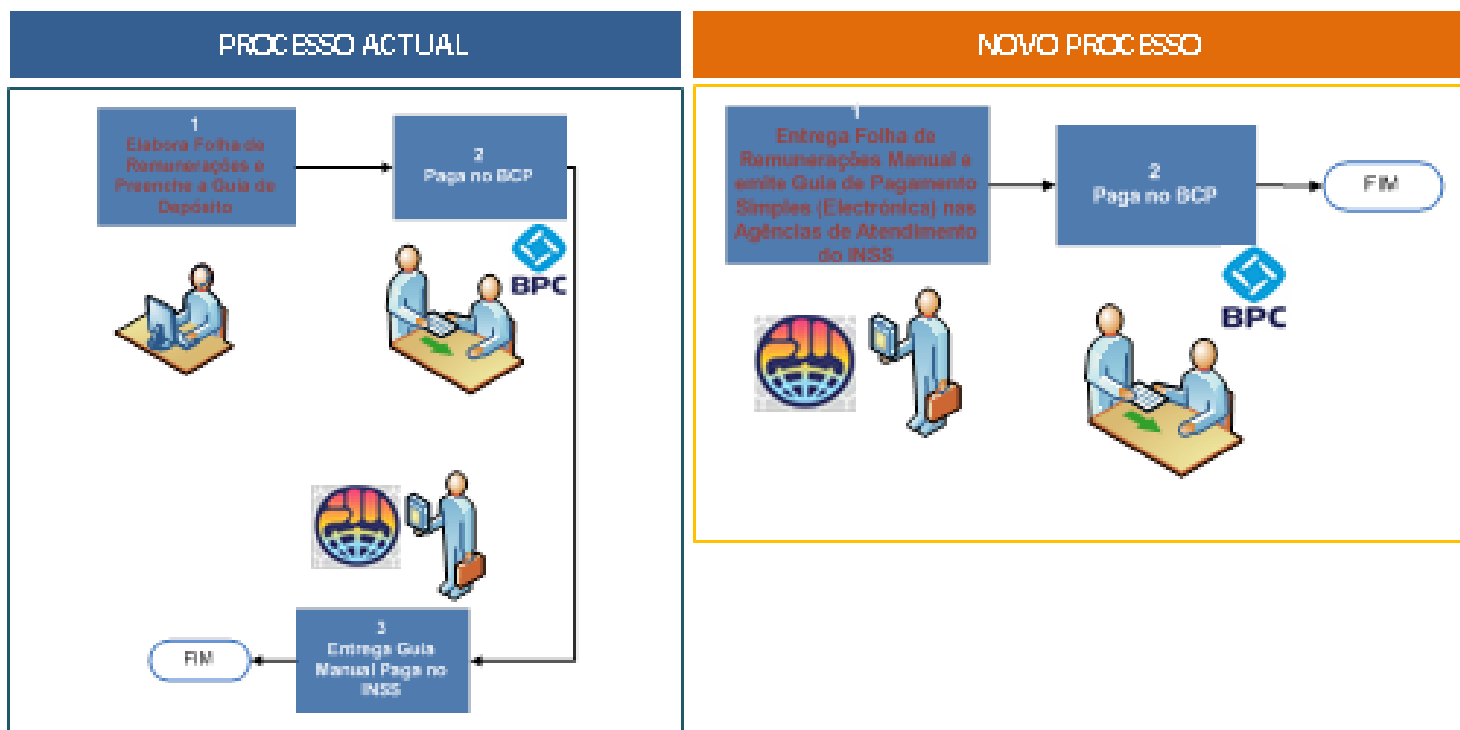 PROCESSO ACTUAL
1
Elabora Folha de
Remunerações e
Preenche a Guia de
Depósito
2
Paga no BCP
BPC
3
Entrega Guia
Manual Paga no
INSS
FIM
NOVO PROCESSO
1
Entrega Folha de
Remunerações Manual e
emite Guia de Pagamento
Simples (Electrónica) nas
Agências de Atendimento
do INSS
2
Paga no BCP
FIM
BPC